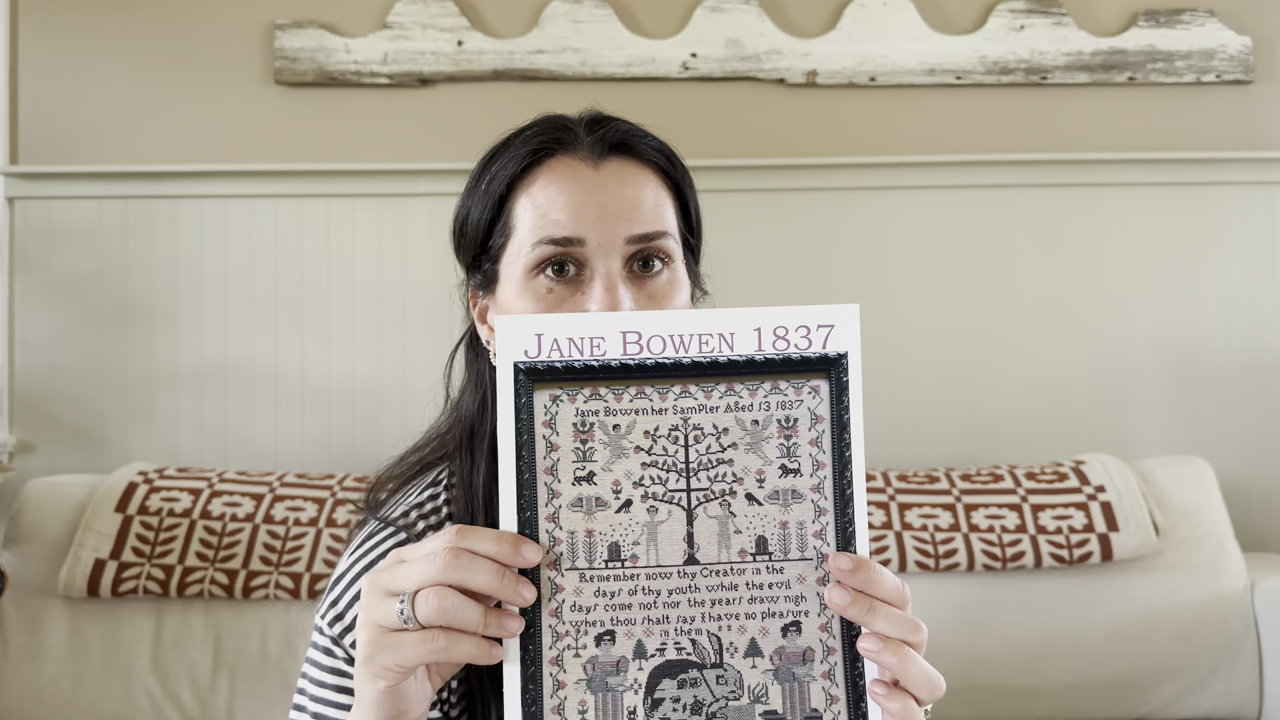 JANE BOWEN 1837
Jane Bowen her SamPler Aged 13 1837
Remember now thy Creator in the
days of thy youth while the evil
days come not nor the years draw nigh
when thou shalt say I have no pleasure
in them